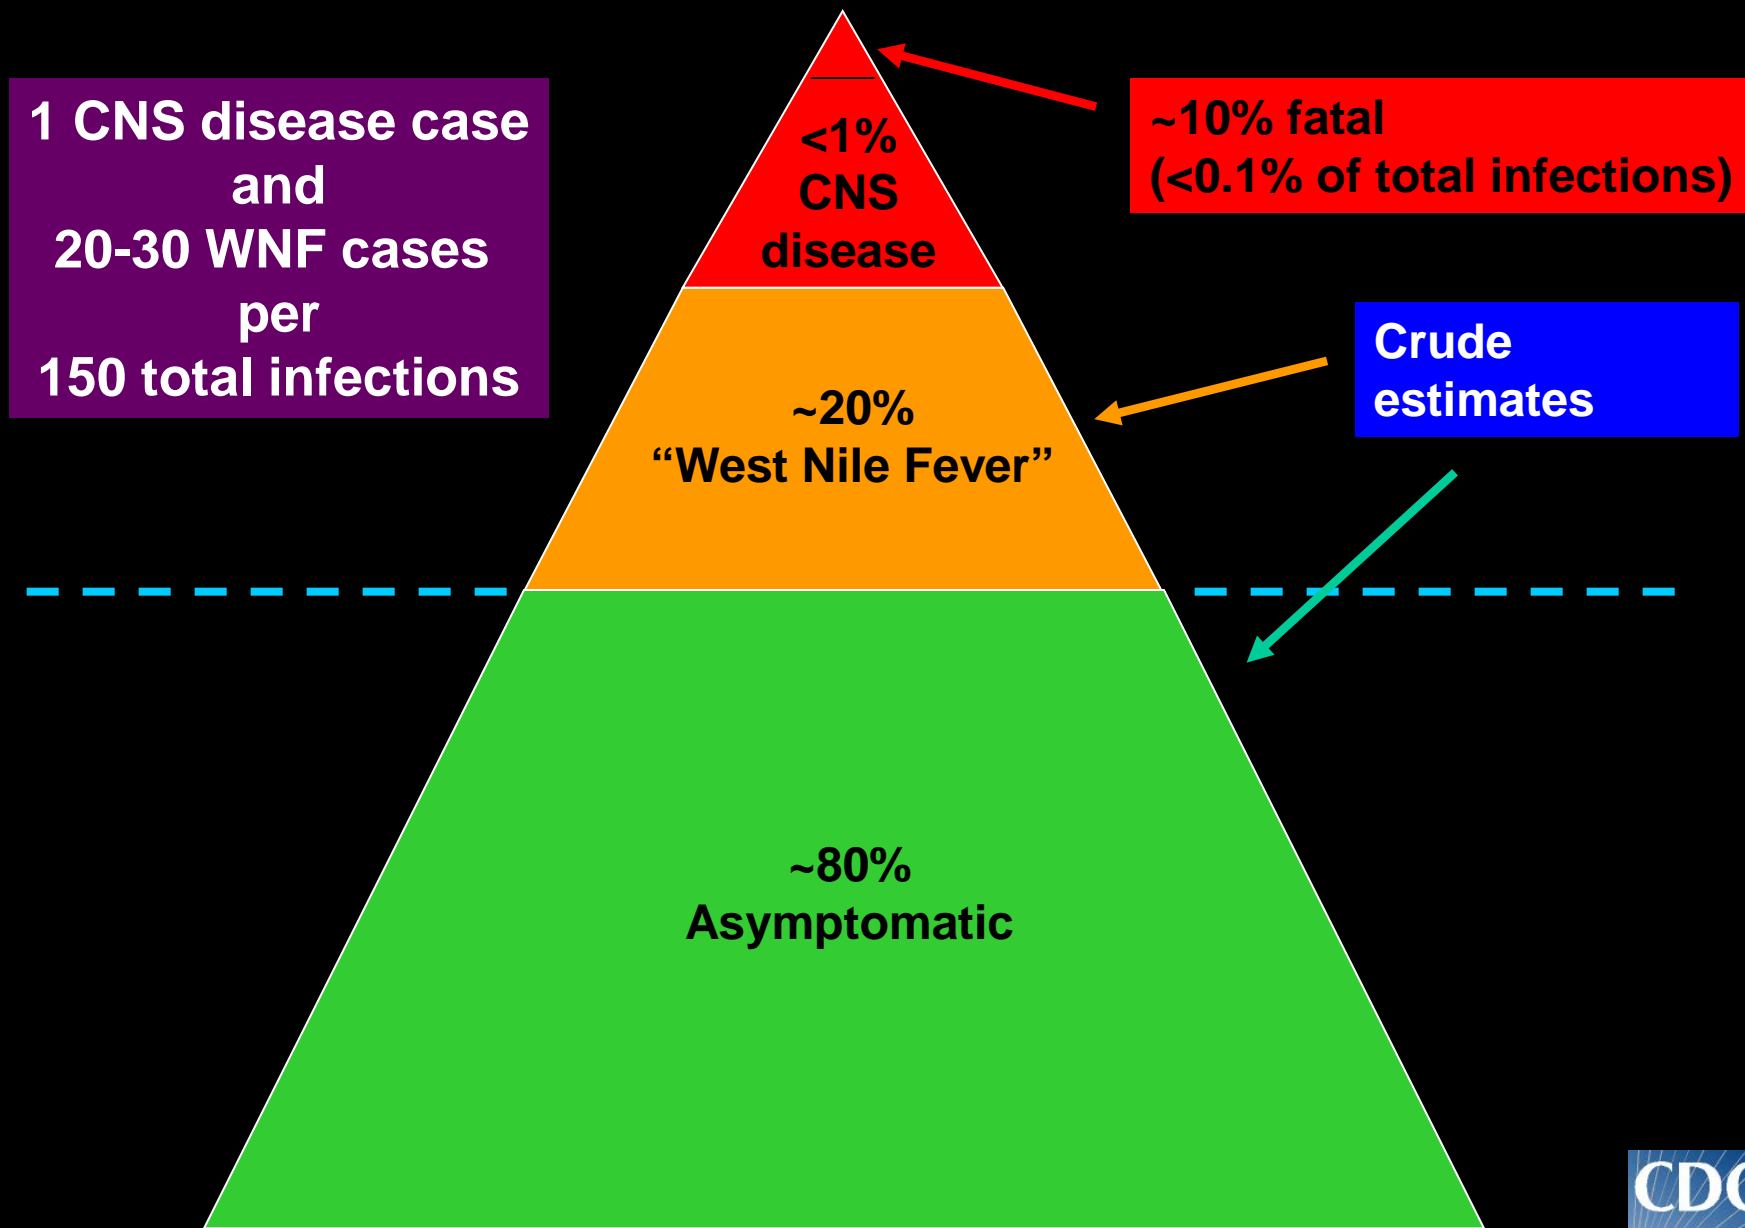 1 CNS disease case
and
20-30 WNF cases
per
150 total infections
<1%
CNS
disease
~10% fatal
(<0.1% of total infections)
~20%
“West Nile Fever”
Crude
estimates
~80%
Asymptomatic
CDC